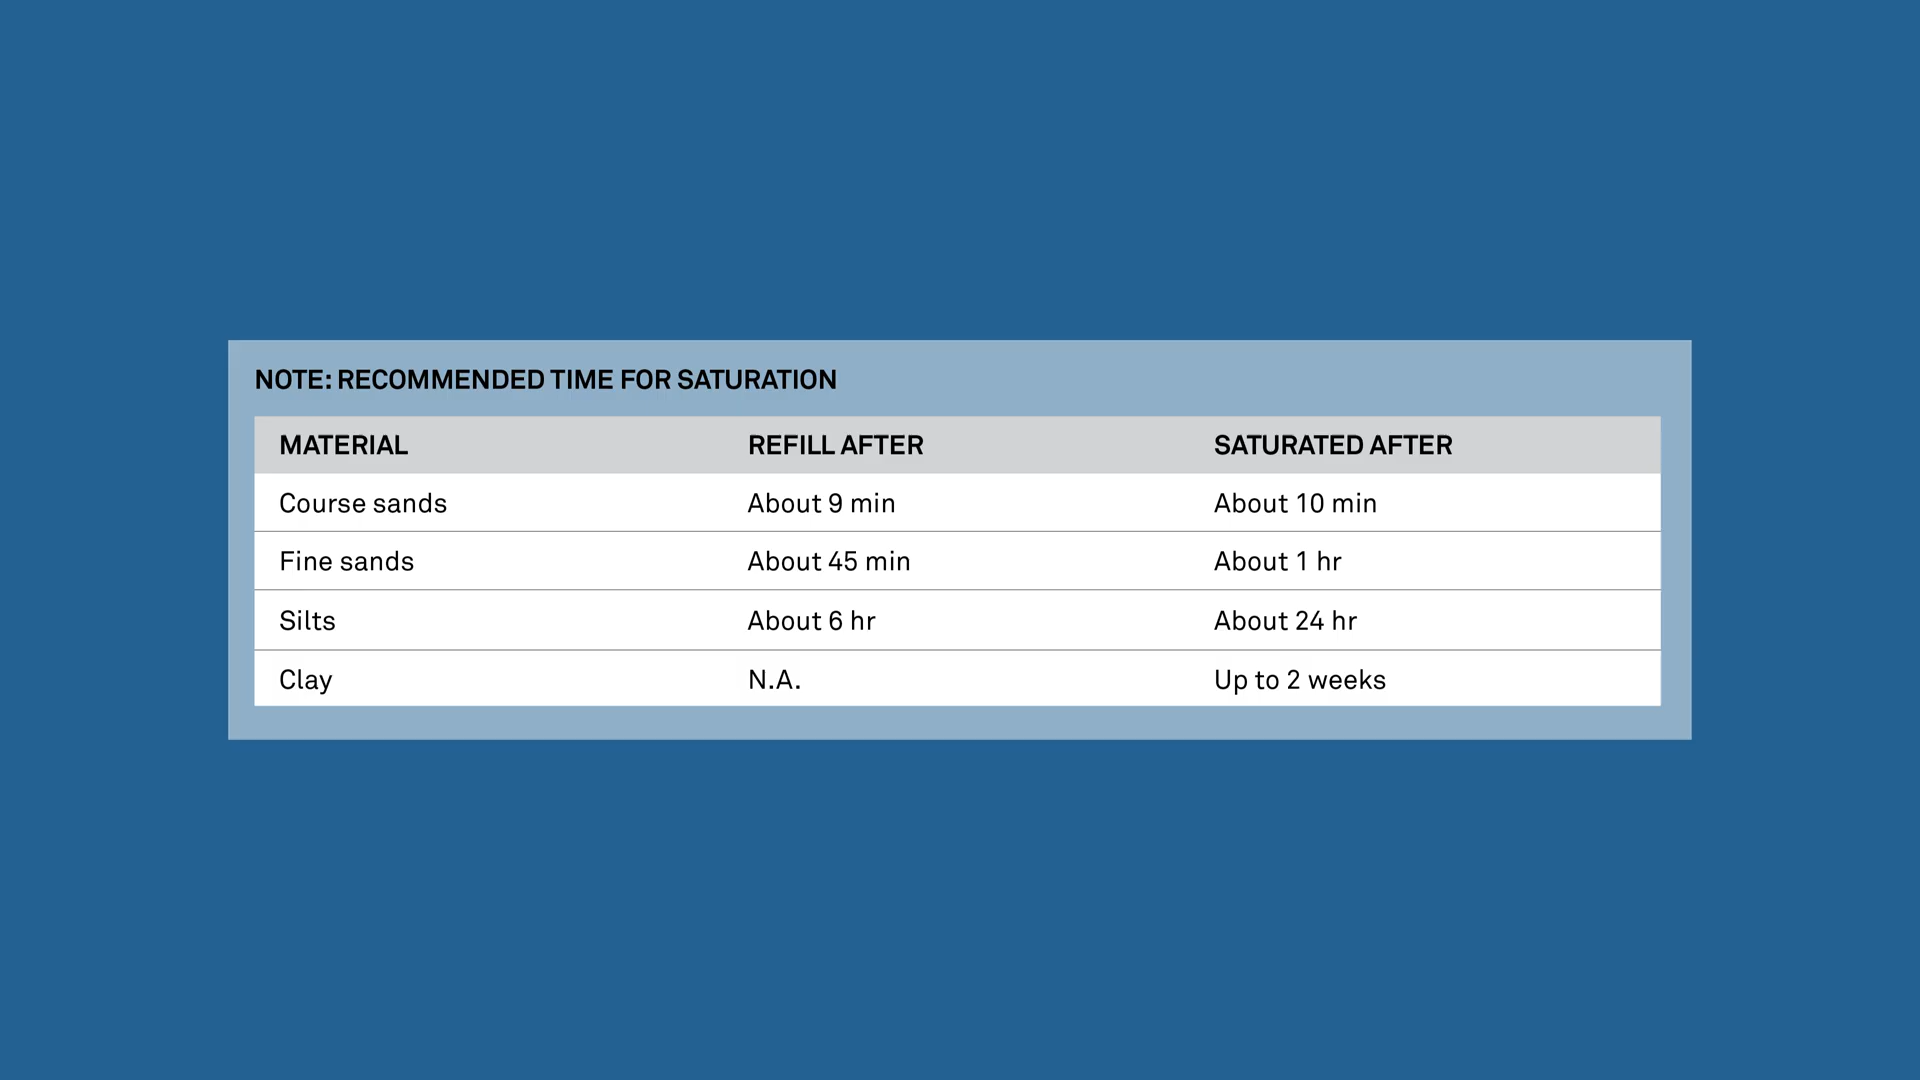 NOTE: RECOMMENDED TIME FOR SATURATION
MATERIAL REFILL AFTER SATURATED AFTER
Course sands About 9 min About 10 min
Fine sands About 45 min About 1 hr
Silts About 6 hr About 24 hr
Clay N.A. Up to 2 weeks